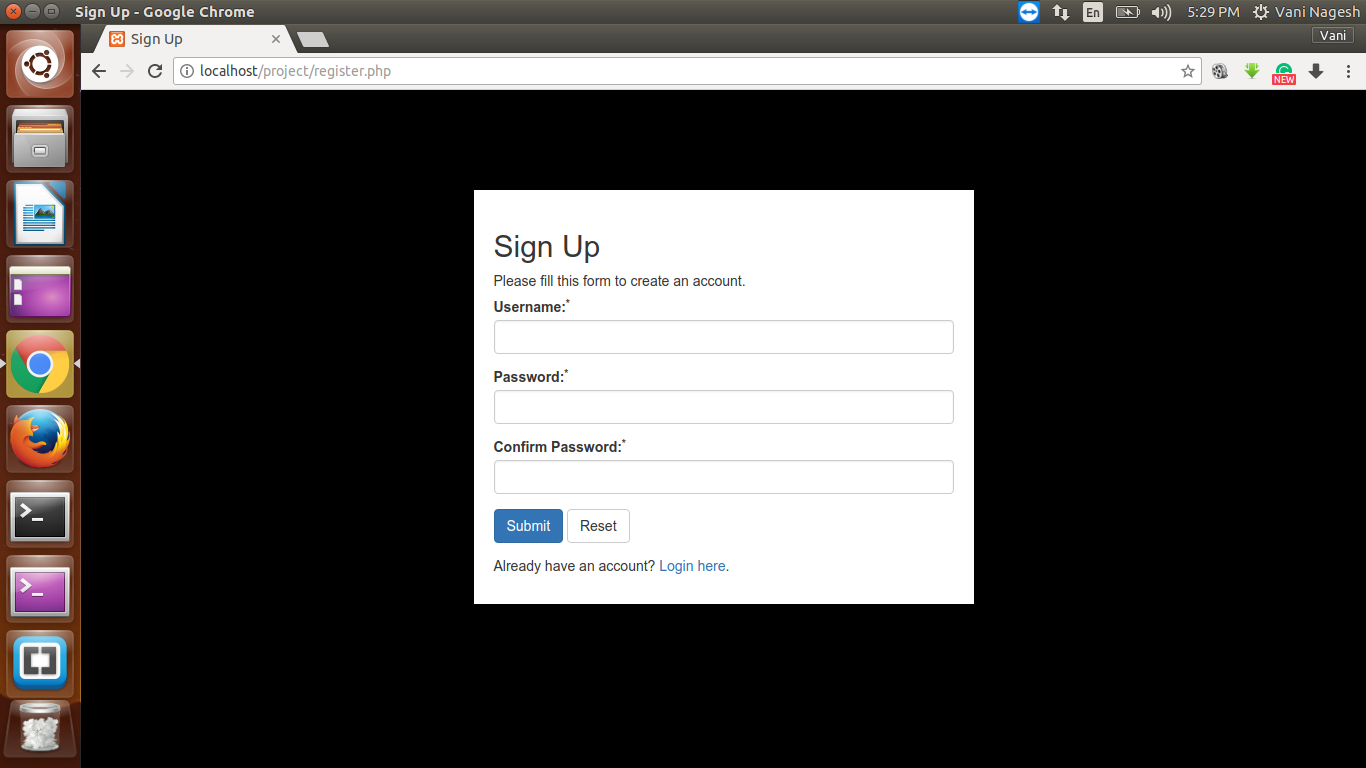 Sign Up - Google Chrome
En
5:29 PM
Vani Nagesh
Sign Up
Vani
localhost/project/register.php
NEW
Sign Up
Please fill this form to create an account.
Username:*
Password:*
Confirm Password:*
Submit
Reset
Already have an account? Login here.